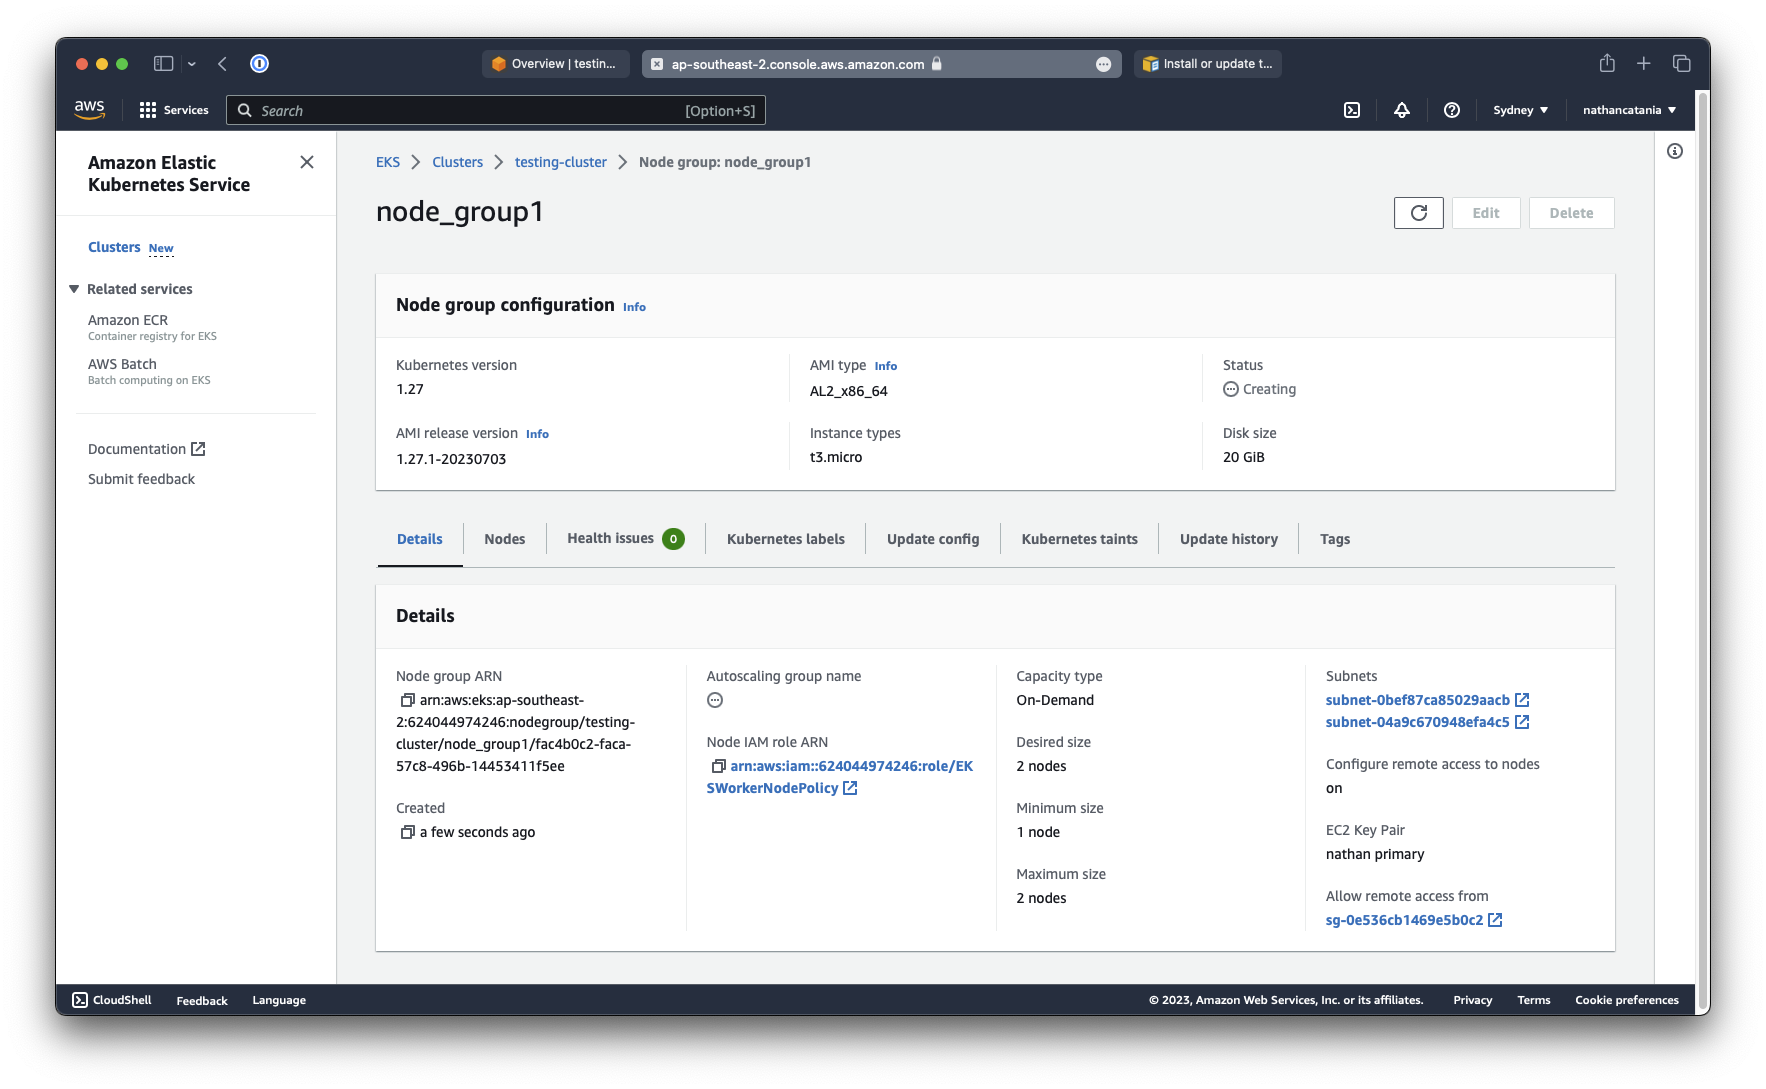 Overview | testin...
ap-southeast-2.console.aws.amazon.com
Install or update t...
aws
Services
Search
[Option+S]
Sydney
nathancatania
Amazon Elastic
Kubernetes Service
Clusters New
Related services
Amazon ECR
Container registry for EKS
AWS Batch
Batch computing on EKS
Documentation
Submit feedback
EKS
Clusters
testing-cluster
Node group: node_group1
node_group1
Edit
Delete
Node group configuration Info
Kubernetes version
1.27
AMI type Info
AL2_x86_64
Status
Creating
AMI release version Info
1.27.1-20230703
Instance types
t3.micro
Disk size
20 GiB
Details
Nodes
Health issues 0
Kubernetes labels
Update config
Kubernetes taints
Update history
Tags
Details
Node group ARN
arn:aws:eks:ap-southeast-
2:624044974246:nodegroup/testing-
cluster/node_group1/fac4b0c2-faca-
57c8-496b-14453411f5ee
Created
a few seconds ago
Autoscaling group name
Node IAM role ARN
arn:aws:iam::624044974246:role/EK
SWorkerNodePolicy
Capacity type
On-Demand
Desired size
2 nodes
Minimum size
1 node
Maximum size
2 nodes
Subnets
subnet-0bef87ca85029aacb
subnet-04a9c670948efa4c5
Configure remote access to nodes
on
EC2 Key Pair
nathan primary
Allow remote access from
sg-0e536cb1469e5b0c2
CloudShell
Feedback
Language
© 2023, Amazon Web Services, Inc. or its affiliates.
Privacy
Terms
Cookie preferences